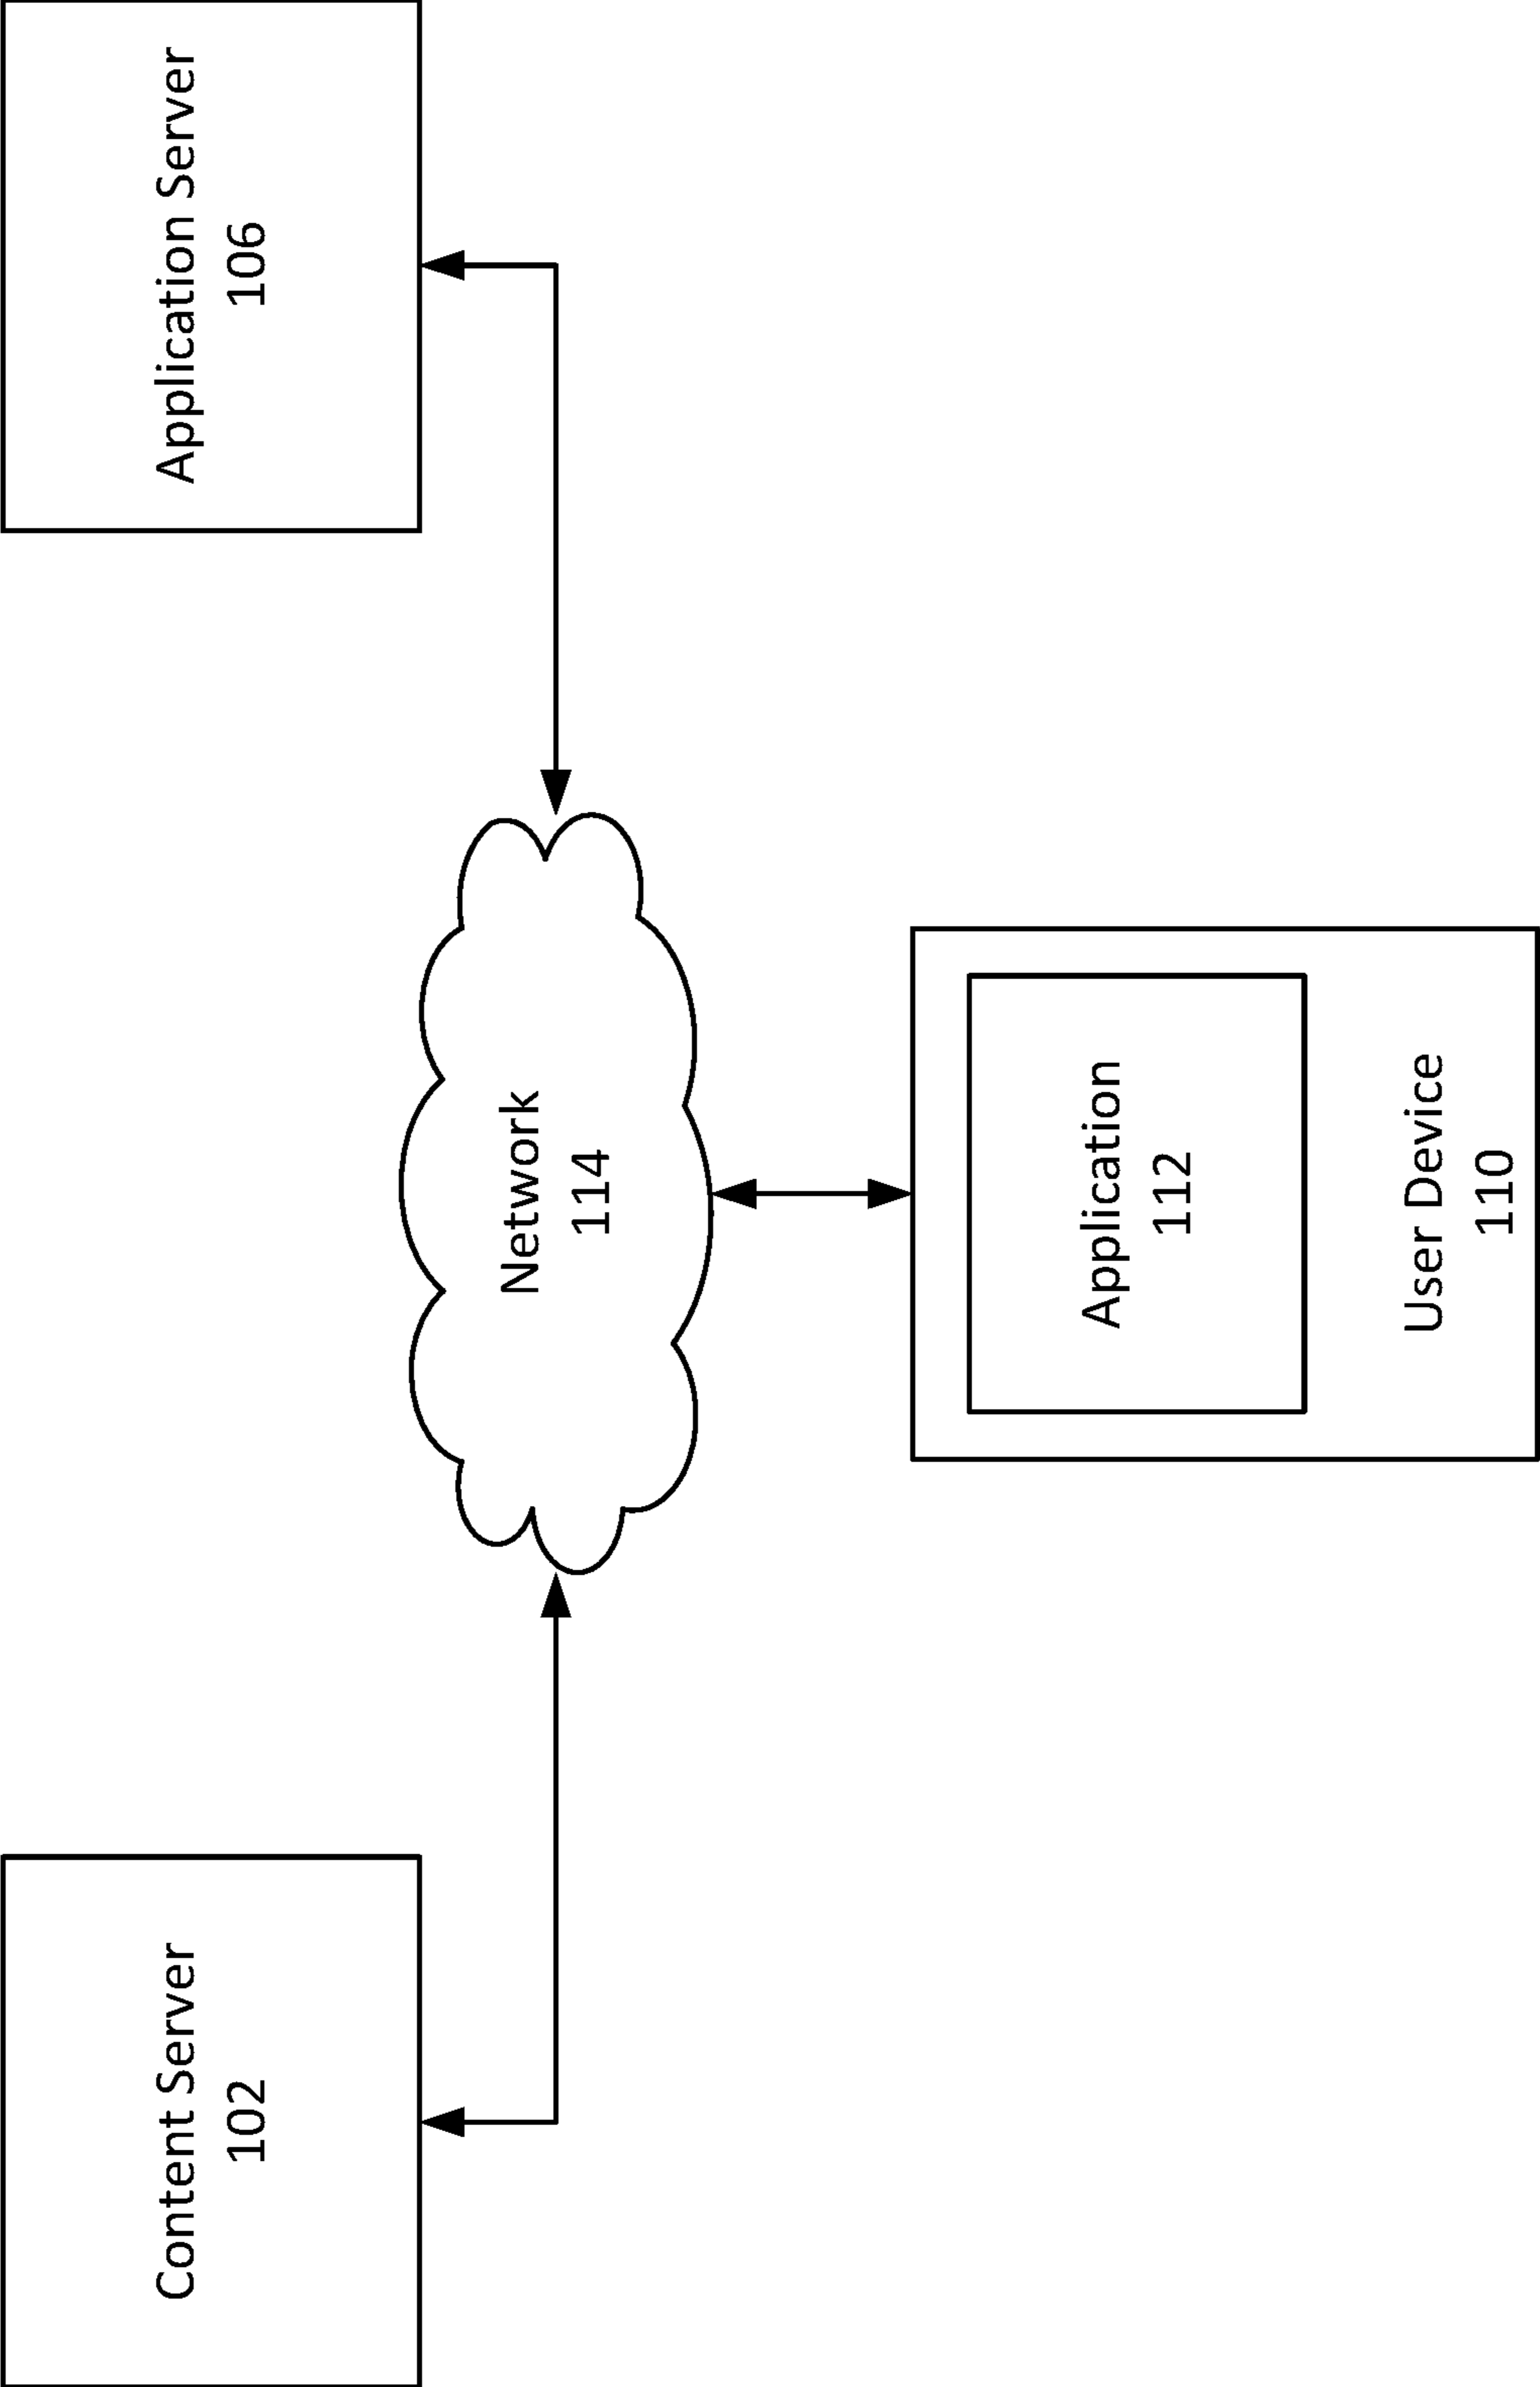 Content Server
102
Application Server
106
Network
114
Application
112
User Device
110